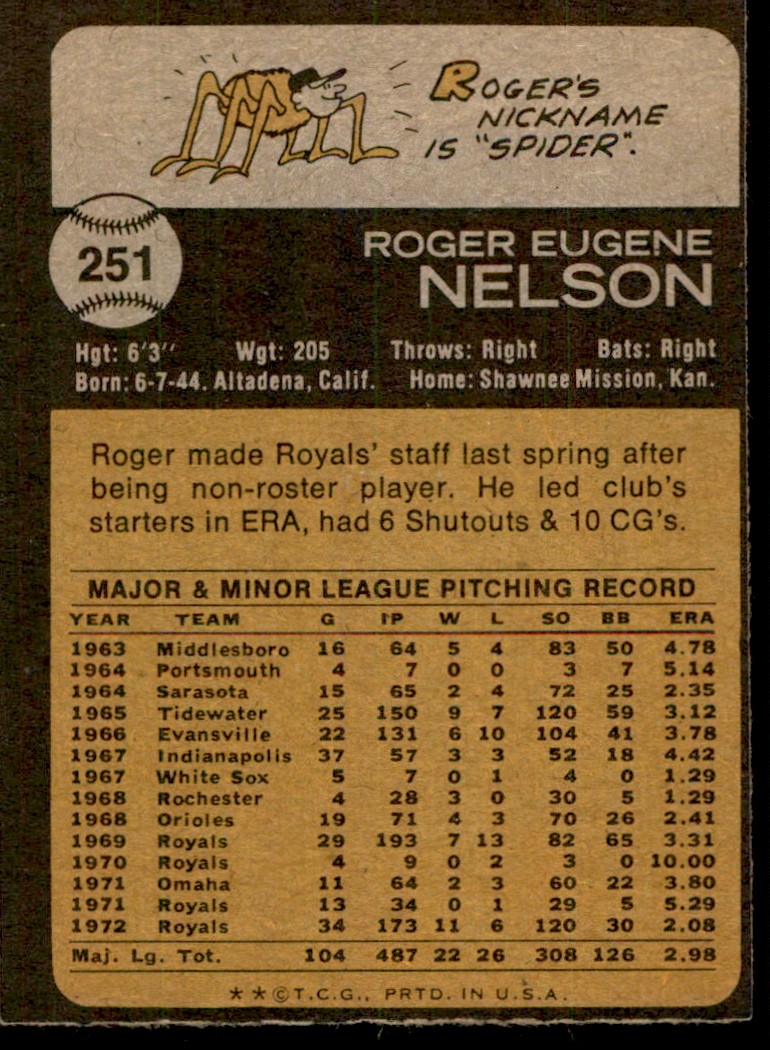 ROGER'S
NICKNAME
IS "SPIDER".
251
ROGER EUGENE
NELSON
Hgt: 6'3" Wgt: 205 Throws: Right Bats: Right
Born: 6-7-44. Altadena, Calif. Home: Shawnee Mission, Kan.
Roger made Royals' staff last spring after
being non-roster player. He led club's
starters in ERA, had 6 Shutouts & 10 CG's.
MAJOR & MINOR LEAGUE PITCHING RECORD
YEAR TEAM G IP W L SO BB ERA
1963 Middlesboro 16 64 5 4 83 50 4.78
1964 Portsmouth 4 7 0 0 3 7 5.14
1964 Sarasota 15 65 2 4 72 25 2.35
1965 Tidewater 25 150 9 7 120 59 3.12
1966 Evansville 22 131 6 10 104 41 3.78
1967 Indianapolis 37 57 3 3 52 18 4.42
1967 White Sox 5 7 0 1 4 0 1.29
1968 Rochester 4 28 3 0 30 5 1.29
1968 Orioles 19 71 4 3 70 26 2.41
1969 Royals 29 193 7 13 82 65 3.31
1970 Royals 4 9 0 2 3 0 10.00
1971 Omaha 11 64 2 3 60 22 3.80
1971 Royals 13 34 0 1 29 5 5.29
1972 Royals 34 173 11 6 120 30 2.08
Maj. Lg. Tot. 104 487 22 26 308 126 2.98
**©T.C.G., PRTD. IN U.S.A.